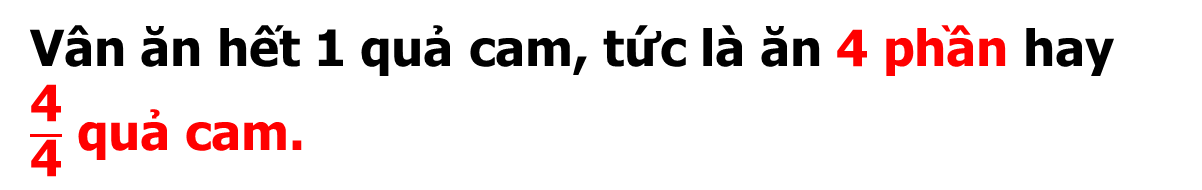 Vân ăn hết 1 quả cam, tức là ăn 4 phần hay
4/4 quả cam.